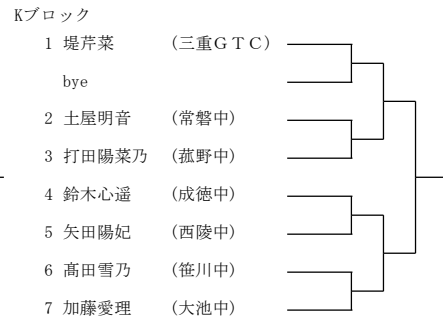 Kブロック
1 堤芹菜 (三重ＧＴＣ)
bye
2 土屋明音 (常磐中)
3 打田陽菜乃 (菰野中)
4 鈴木心遥 (成徳中)
5 矢田陽妃 (西陵中)
6 髙田雪乃 (笹川中)
7 加藤愛理 (大池中)